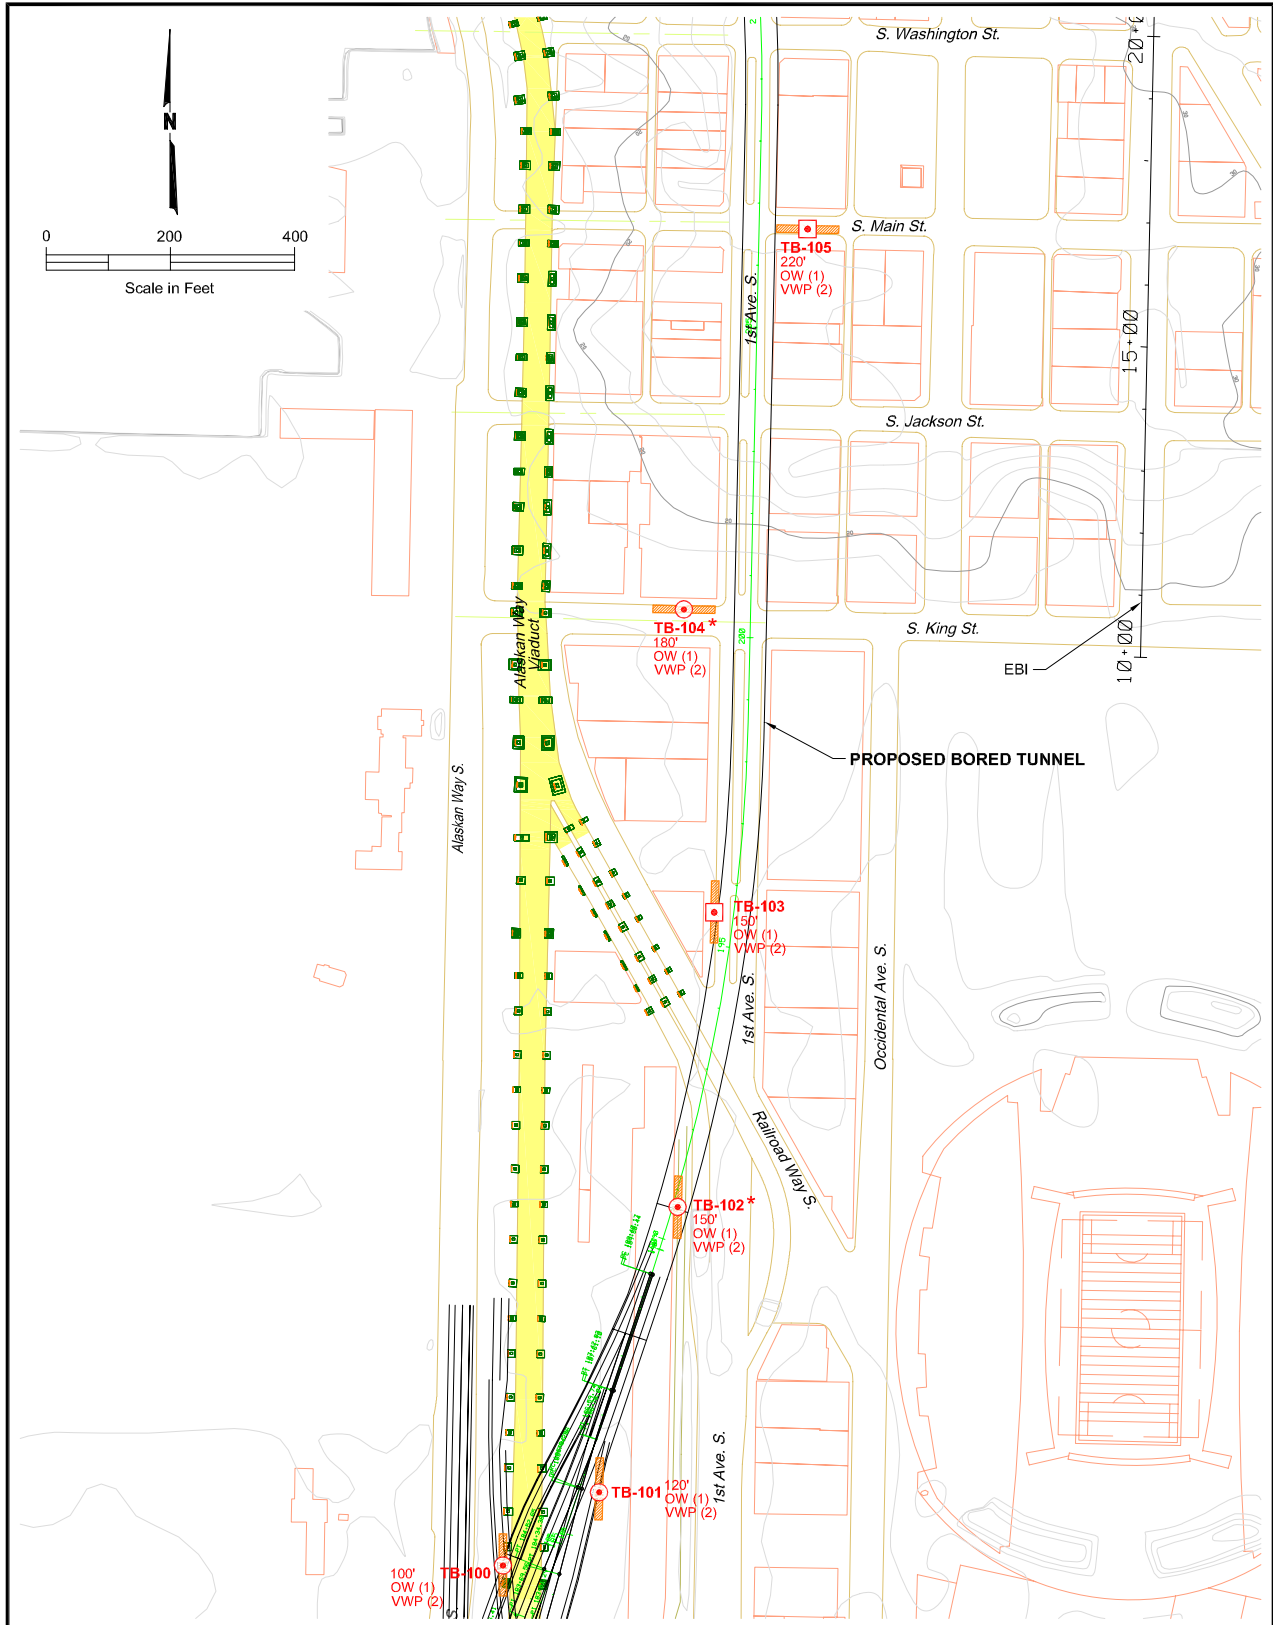 S. Washington St.
20+0
N
0 200 400
Scale in Feet
S. Main St.
TB-105
220'
OW (1)
VWP (2)
1st Ave. S.
15+00
S. Jackson St.
TB-104*
180'
OW (1)
VWP (2)
200
S. King St.
Alaskan Way
Viaduct
EBI
10+00
PROPOSED BORED TUNNEL
Alaskan Way S.
TB-103
150'
OW (1)
VWP (2)
195
1st Ave. S.
Occidental Ave. S.
Railroad Way S.
TB-102*
150'
OW (1)
VWP (2)
1st Ave. S.
TB-101
120'
OW (1)
VWP (2)
TB-100
100'
OW (1)
VWP (2)
S.